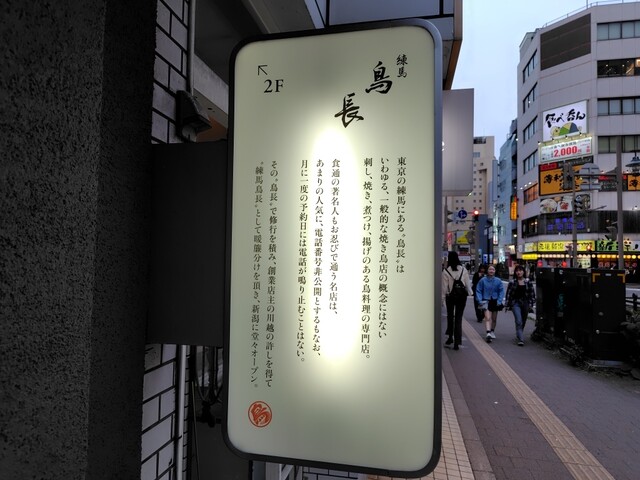 練馬
鳥長
↖
2F
東京の練馬にある〝鳥長〟は
いわゆる、一般的な焼き鳥店の概念にはない
刺し、焼き、煮つけ、揚げのある鳥料理の専門店。
食通の著名人もお忍びで通う名店は、
あまりの人気に、電話番号非公開とするもなお、
月に一度の予約日には電話が鳴り止むことはない。
その〝鳥長〟で修行を積み、創業店主の川越の許しを得て
〝練馬鳥長〟として暖簾分けを頂き、新潟に堂々オープン。
2,000円